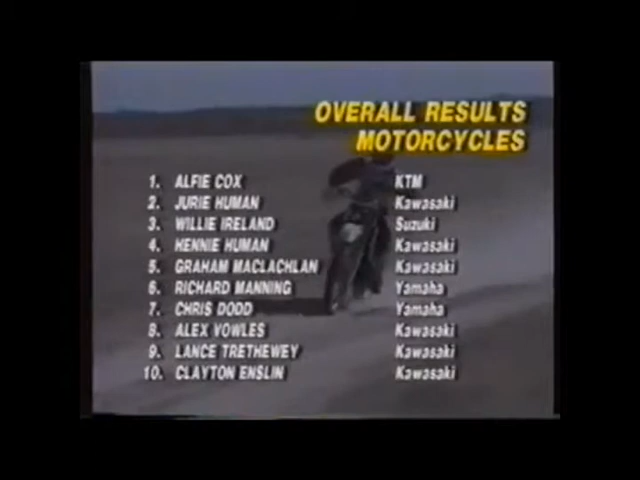 OVERALL RESULTS
MOTORCYCLES
1. ALFIE COX KTM
2. JURIE HUMAN Kawasaki
3. WILLIE IRELAND Suzuki
4. HENNIE HUMAN Kawasaki
5. GRAHAM MACLACHLAN Kawasaki
6. RICHARD MANNING Yamaha
7. CHRIS DODD Yamaha
8. ALEX VOWLES Kawasaki
9. LANCE TRETHEWEY Kawasaki
10. CLAYTON ENSLIN Kawasaki